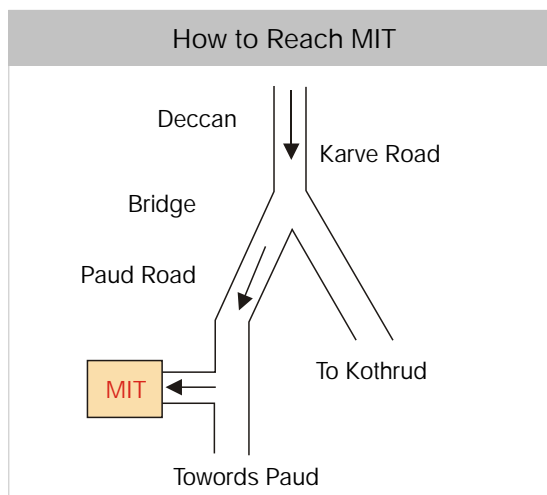 How to Reach MIT
Deccan
Karve Road
Bridge
Paud Road
To Kothrud
MIT
Towords Paud